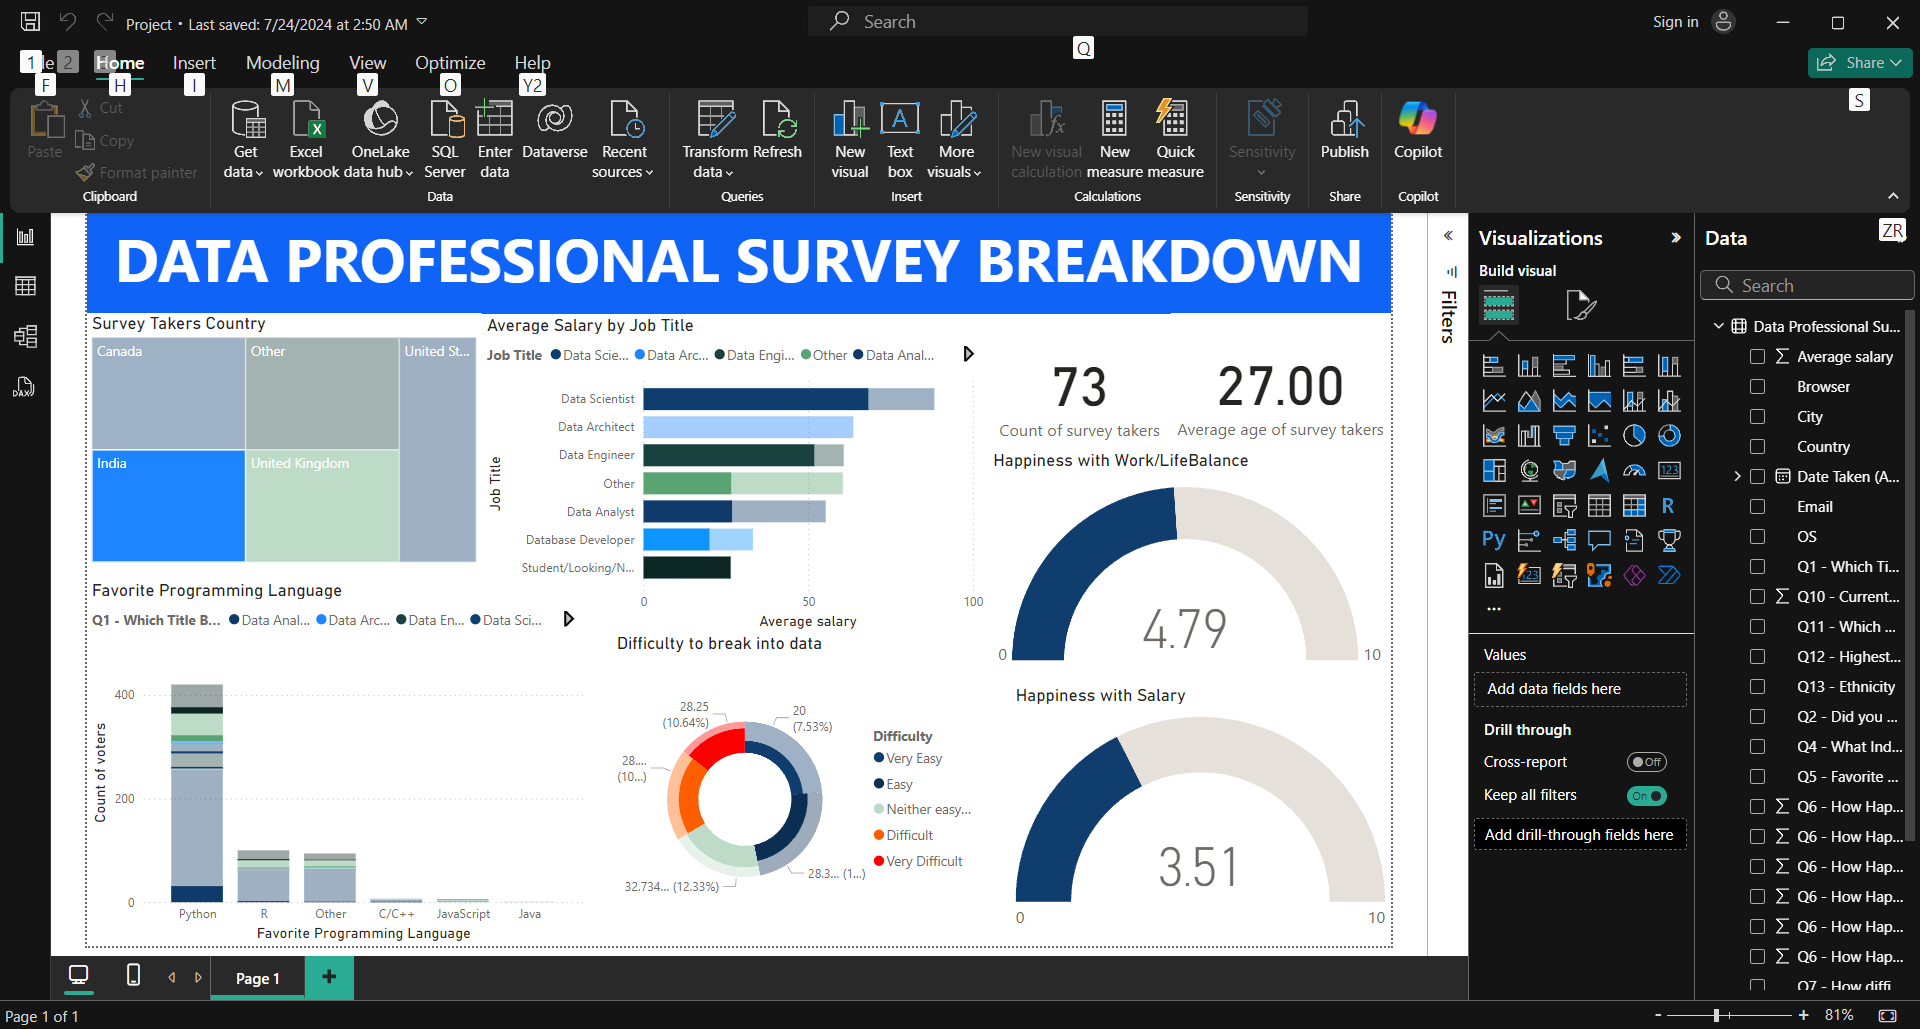 Project • Last saved: 7/24/2024 at 2:50 AM
Search
Sign in
1
2
Home
Insert
Modeling
View
Optimize
Help
Q
Share
F
H
I
M
V
O
Y2
S
Paste
Cut
Copy
Format painter
Clipboard
Get data
Excel workbook
OneLake data hub
SQL Server
Enter data
Dataverse
Recent sources
Data
Transform data
Refresh
Queries
New visual
Text box
More visuals
Insert
New visual calculation
New measure
Quick measure
Calculations
Sensitivity
Sensitivity
Publish
Share
Copilot
Copilot
ZR
DATA PROFESSIONAL SURVEY BREAKDOWN
Survey Takers Country
Canada
Other
United St...
India
United Kingdom
Average Salary by Job Title
Job Title
Data Scie...
Data Arc...
Data Engi...
Other
Data Anal...
Job Title
Data Scientist
Data Architect
Data Engineer
Other
Data Analyst
Database Developer
Student/Looking/N...
0
50
100
Average salary
73
Count of survey takers
27.00
Average age of survey takers
Happiness with Work/LifeBalance
4.79
0
10
Favorite Programming Language
Q1 - Which Title B...
Data Anal...
Data Arc...
Data En...
Data Sci...
Count of voters
400
200
0
Python
R
Other
C/C++
JavaScript
Java
Favorite Programming Language
Difficulty to break into data
28.25
(10.64%)
20
(7.53%)
28....
(10...)
32.734... (12.33%)
28.3... (1...)
Difficulty
Very Easy
Easy
Neither easy...
Difficult
Very Difficult
Happiness with Salary
3.51
0
10
Filters
Visualizations
Build visual
R
Py
123
123
...
Values
Add data fields here
Drill through
Cross-report
Off
Keep all filters
On
Add drill-through fields here
Data
Search
Data Professional Su...
Average salary
Browser
City
Country
Date Taken (A...
Email
OS
Q1 - Which Ti...
Q10 - Current...
Q11 - Which ...
Q12 - Highest...
Q13 - Ethnicity
Q2 - Did you ...
Q4 - What Ind...
Q5 - Favorite ...
Q6 - How Hap...
Q6 - How Hap...
Q6 - How Hap...
Q6 - How Hap...
Q6 - How Hap...
Q6 - How Hap...
Q7 - How diffi
DAX
Page 1
+
Page 1 of 1
- + 81%